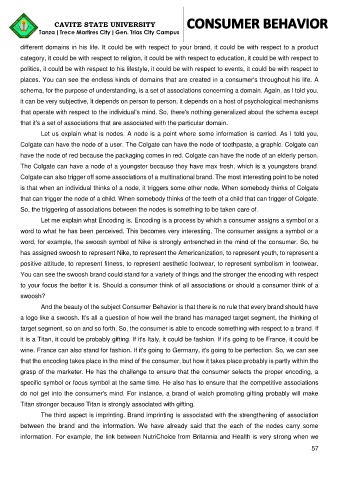 CAVITE STATE UNIVERSITY
Tanza | Trece Martires City | Gen. Trias City Campus
CONSUMER BEHAVIOR
different domains in his life. It could be with respect to your brand, it could be with respect to a product
category, it could be with respect to religion, it could be with respect to education, it could be with respect to
politics, it could be with respect to his lifestyle, it could be with respect to events, it could be with respect to
places. You can see the endless kinds of domains that are created in a consumer's throughout his life. A
schema, for the purpose of understanding, is a set of associations concerning a domain. Again, as I told you,
it can be very subjective, it depends on person to person, it depends on a host of psychological mechanisms
that operate with respect to the individual's mind. So, there's nothing generalized about the schema except
that it's a set of associations that are associated with the particular domain.
Let us explain what is nodes. A node is a point where some information is carried. As I told you,
Colgate can have the node of a user. The Colgate can have the node of toothpaste, a graphic. Colgate can
have the node of red because the packaging comes in red. Colgate can have the node of an elderly person.
The Colgate can have a node of a youngster because they have max fresh, which is a youngsters brand.
Colgate can also trigger off some associations of a multinational brand. The most interesting point to be noted
is that when an individual thinks of a node, it triggers some other node. When somebody thinks of Colgate
that can trigger the node of a child. When somebody thinks of the teeth of a child that can trigger of Colgate.
So, the triggering of associations between the nodes is something to be taken care of.
Let me explain what Encoding is. Encoding is a process by which a consumer assigns a symbol or a
word to what he has been perceived. This becomes very interesting. The consumer assigns a symbol or a
word, for example, the swoosh symbol of Nike is strongly entrenched in the mind of the consumer. So, he
has assigned swoosh to represent Nike, to represent the Americanization, to represent youth, to represent a
positive attitude, to represent fitness, to represent aesthetic footwear, to represent symbolism in footwear.
You can see the swoosh brand could stand for a variety of things and the stronger the encoding with respect
to your focus the better it is. Should a consumer think of all associations or should a consumer think of a
swoosh?
And the beauty of the subject Consumer Behavior is that there is no rule that every brand should have
a logo like a swoosh. It's all a question of how well the brand has managed target segment, the thinking of
target segment, so on and so forth. So, the consumer is able to encode something with respect to a brand. If
it is a Titan, it could be probably gifting. If it's Italy, it could be fashion. If it's going to be France, it could be
wine. France can also stand for fashion. If it's going to Germany, it's going to be perfection. So, we can see
that the encoding takes place in the mind of the consumer, but how it takes place probably is partly within the
grasp of the marketer. He has the challenge to ensure that the consumer selects the proper encoding, a
specific symbol or focus symbol at the same time. He also has to ensure that the competitive associations
do not get into the consumer's mind. For instance, a brand of watch promoting gifting probably will make
Titan stronger because Titan is strongly associated with gifting.
The third aspect is imprinting. Brand imprinting is associated with the strengthening of association
between the brand and the information. We have already said that the each of the nodes carry some
information. For example, the link between NutriChoice from Britannia and Health is very strong when we
57